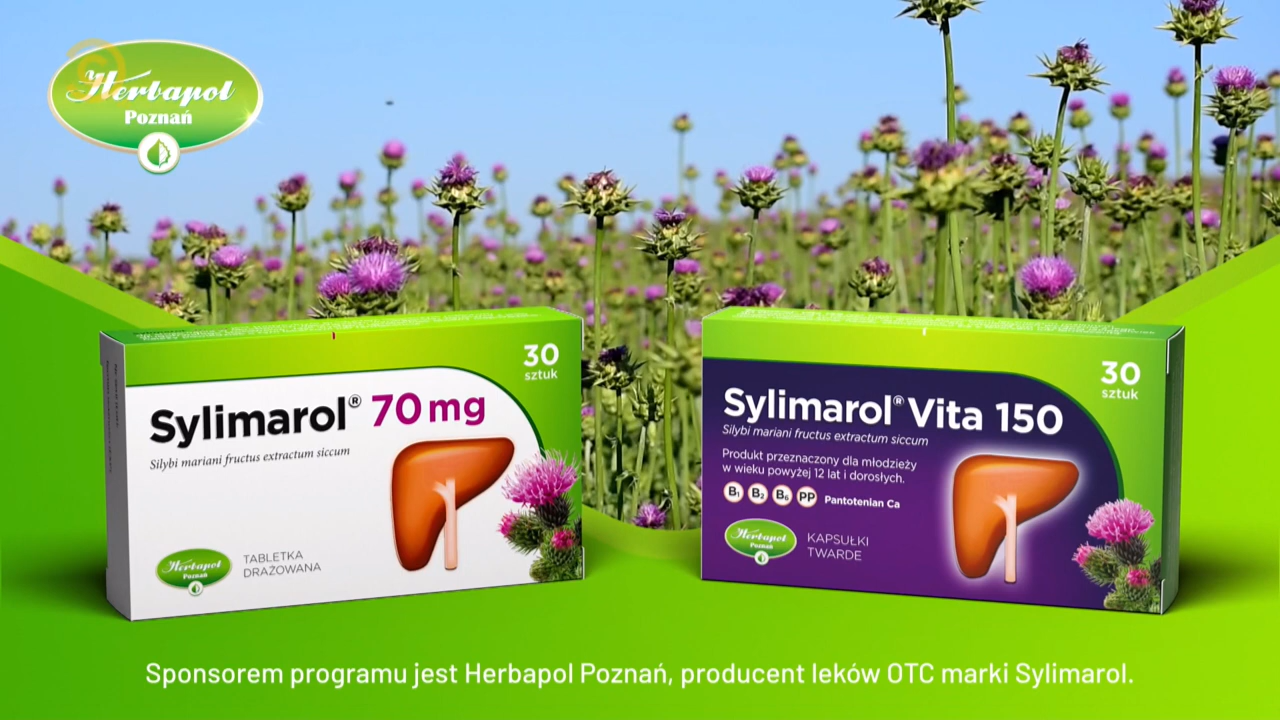 Herbapol
Poznań
30
sztuk
Sylimarol® 70 mg
Silybi mariani fructus extractum siccum
Herbapol
Poznań
TABLETKA
DRAŻOWANA
30
sztuk
Sylimarol® Vita 150
Silybi mariani fructus extractum siccum
Produkt przeznaczony dla młodzieży
w wieku powyżej 12 lat i dorosłych.
B₁ B₂ B₆ PP Pantotenian Ca
Herbapol
Poznań
KAPSUŁKI
TWARDE
Sponsorem programu jest Herbapol Poznań, producent leków OTC marki Sylimarol.